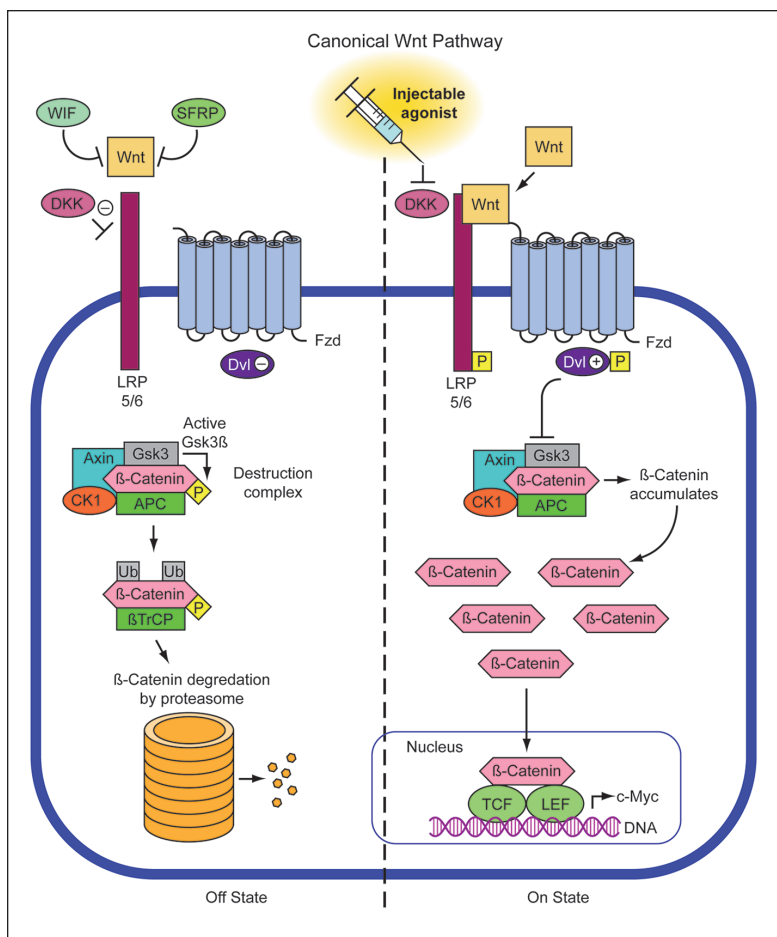 Canonical Wnt Pathway
WIF
SFRP
Wnt
DKK
−
Fzd
Dvl −
LRP
5/6
Active
Gsk3ß
Axin
Gsk3
ß-Catenin
P
CK1
APC
Destruction
complex
Ub
Ub
ß-Catenin
P
ßTrCP
ß-Catenin degredation
by proteasome
Off State
Injectable
agonist
Wnt
DKK
Wnt
Fzd
P
Dvl + P
LRP
5/6
Axin
Gsk3
ß-Catenin
CK1
APC
ß-Catenin
accumulates
ß-Catenin
ß-Catenin
ß-Catenin
ß-Catenin
ß-Catenin
Nucleus
ß-Catenin
TCF
LEF
c-Myc
DNA
On State